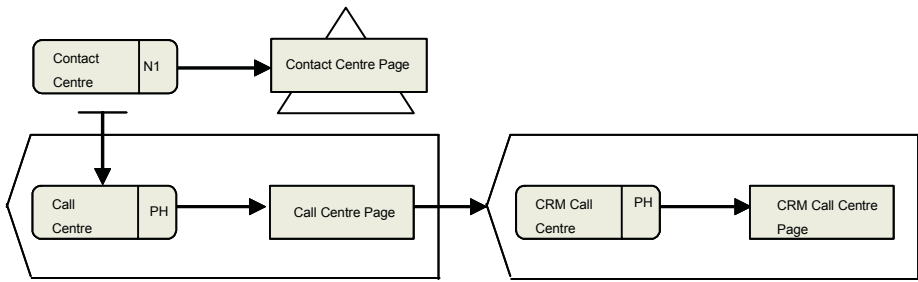 Contact
Centre
N1
Contact Centre Page
Call
Centre
PH
Call Centre Page
CRM Call
Centre
PH
CRM Call Centre
Page